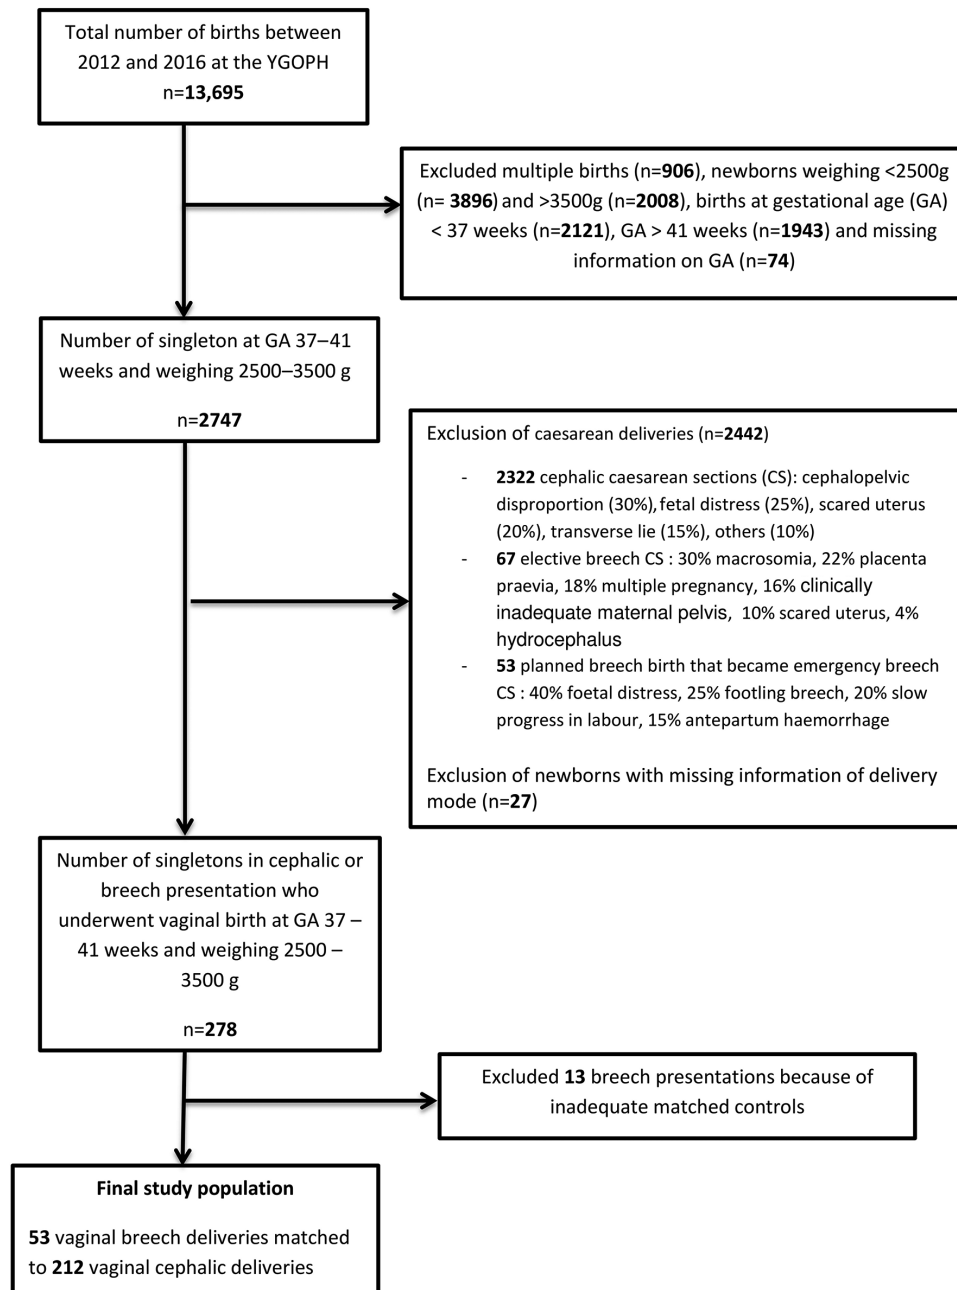 Total number of births between
2012 and 2016 at the YGOPH
n=13,695
Excluded multiple births (n=906), newborns weighing <2500g
(n= 3896) and >3500g (n=2008), births at gestational age (GA)
< 37 weeks (n=2121), GA > 41 weeks (n=1943) and missing
information on GA (n=74)
Number of singleton at GA 37–41
weeks and weighing 2500–3500 g
n=2747
Exclusion of caesarean deliveries (n=2442)
- 2322 cephalic caesarean sections (CS): cephalopelvic
disproportion (30%), fetal distress (25%), scared uterus
(20%), transverse lie (15%), others (10%)
- 67 elective breech CS : 30% macrosomia, 22% placenta
praevia, 18% multiple pregnancy, 16% clinically
inadequate maternal pelvis, 10% scared uterus, 4%
hydrocephalus
- 53 planned breech birth that became emergency breech
CS : 40% foetal distress, 25% footling breech, 20% slow
progress in labour, 15% antepartum haemorrhage
Exclusion of newborns with missing information of delivery
mode (n=27)
Number of singletons in cephalic or
breech presentation who
underwent vaginal birth at GA 37 –
41 weeks and weighing 2500 –
3500 g
n=278
Excluded 13 breech presentations because of
inadequate matched controls
Final study population
53 vaginal breech deliveries matched
to 212 vaginal cephalic deliveries